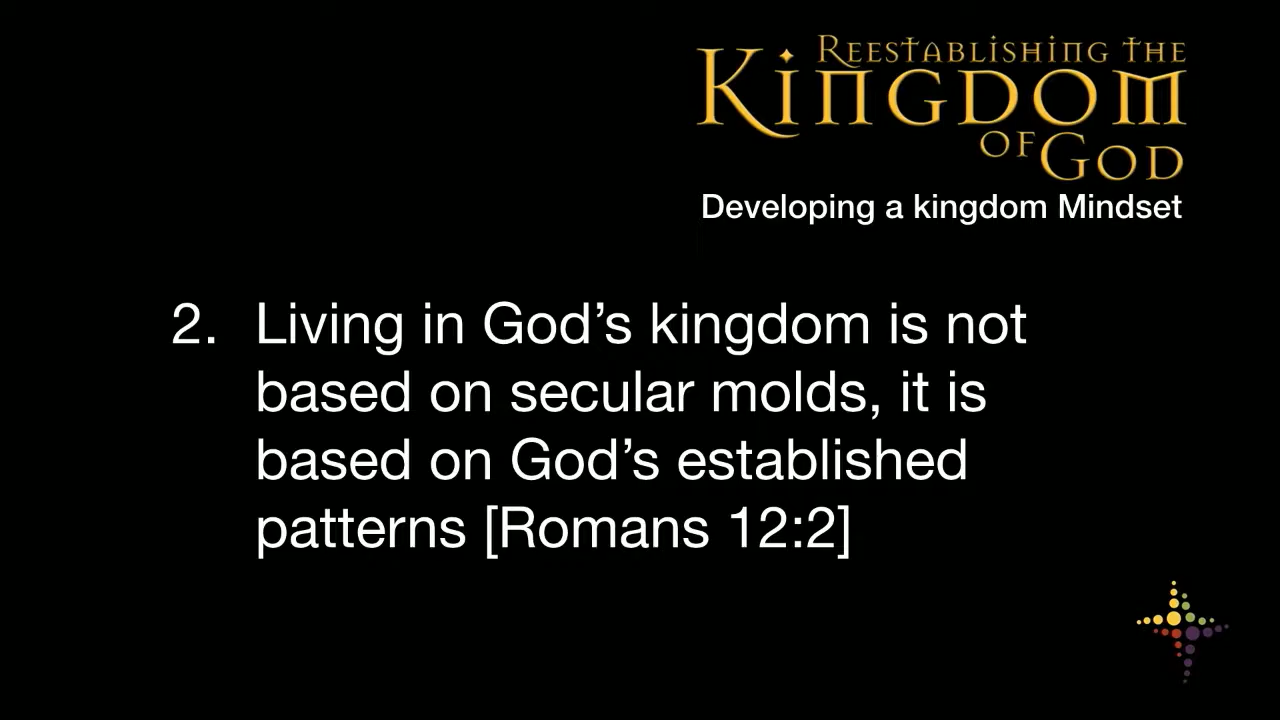 Reestablishing the
Kingdom
of God
Developing a kingdom Mindset
2. Living in God’s kingdom is not
based on secular molds, it is
based on God’s established
patterns [Romans 12:2]